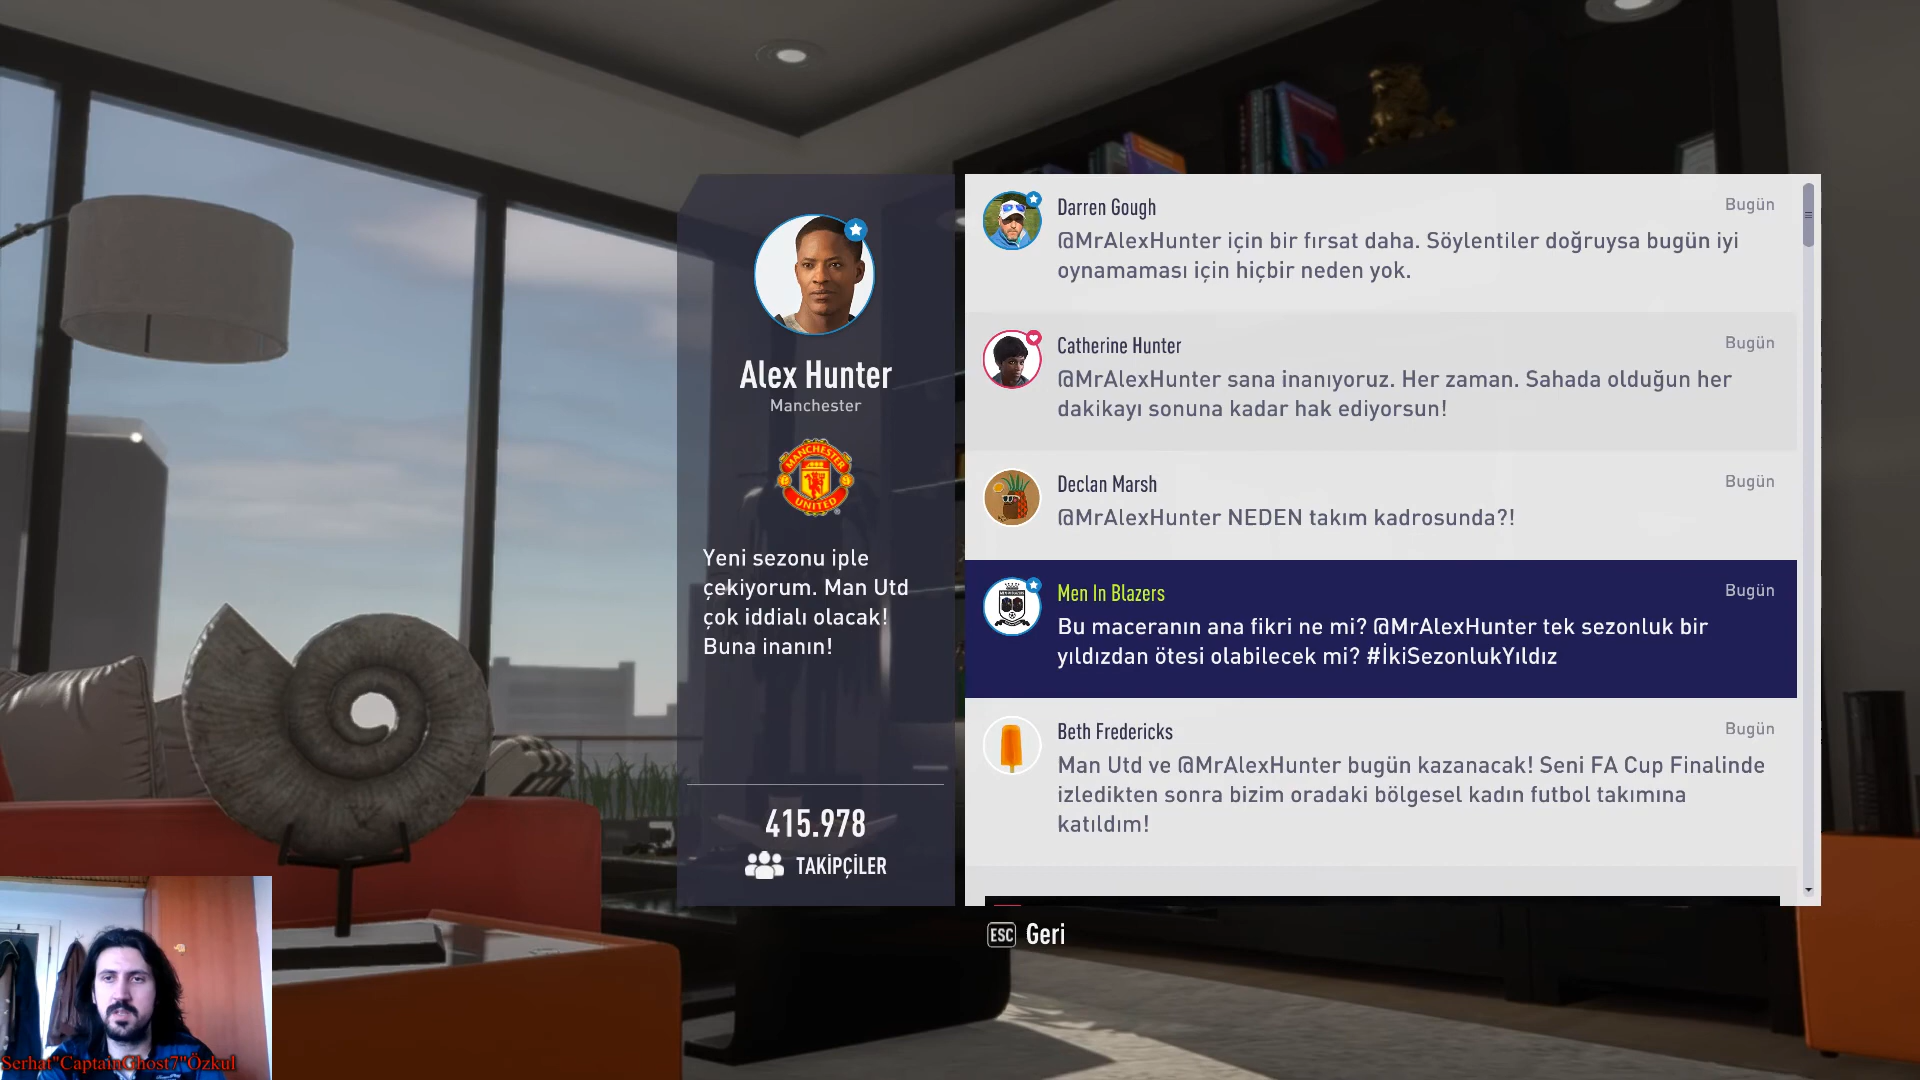 Alex Hunter
Manchester
MANCHESTER
UNITED
Yeni sezonu iple
çekiyorum. Man Utd
çok iddialı olacak!
Buna inanın!
415.978
TAKİPÇİLER
Darren Gough
Bugün
@MrAlexHunter için bir fırsat daha. Söylentiler doğruysa bugün iyi
oynamaması için hiçbir neden yok.
Catherine Hunter
Bugün
@MrAlexHunter sana inanıyoruz. Her zaman. Sahada olduğun her
dakikayı sonuna kadar hak ediyorsun!
Declan Marsh
Bugün
@MrAlexHunter NEDEN takım kadrosunda?!
Men In Blazers
Bugün
Bu maceranın ana fikri ne mi? @MrAlexHunter tek sezonluk bir
yıldızdan ötesi olabilecek mi? #İkiSezonlukYıldız
Beth Fredericks
Bugün
Man Utd ve @MrAlexHunter bugün kazanacak! Seni FA Cup Finalinde
izledikten sonra bizim oradaki bölgesel kadın futbol takımına
katıldım!
ESC Geri
Serhat"CaptainGhost7"Özkul